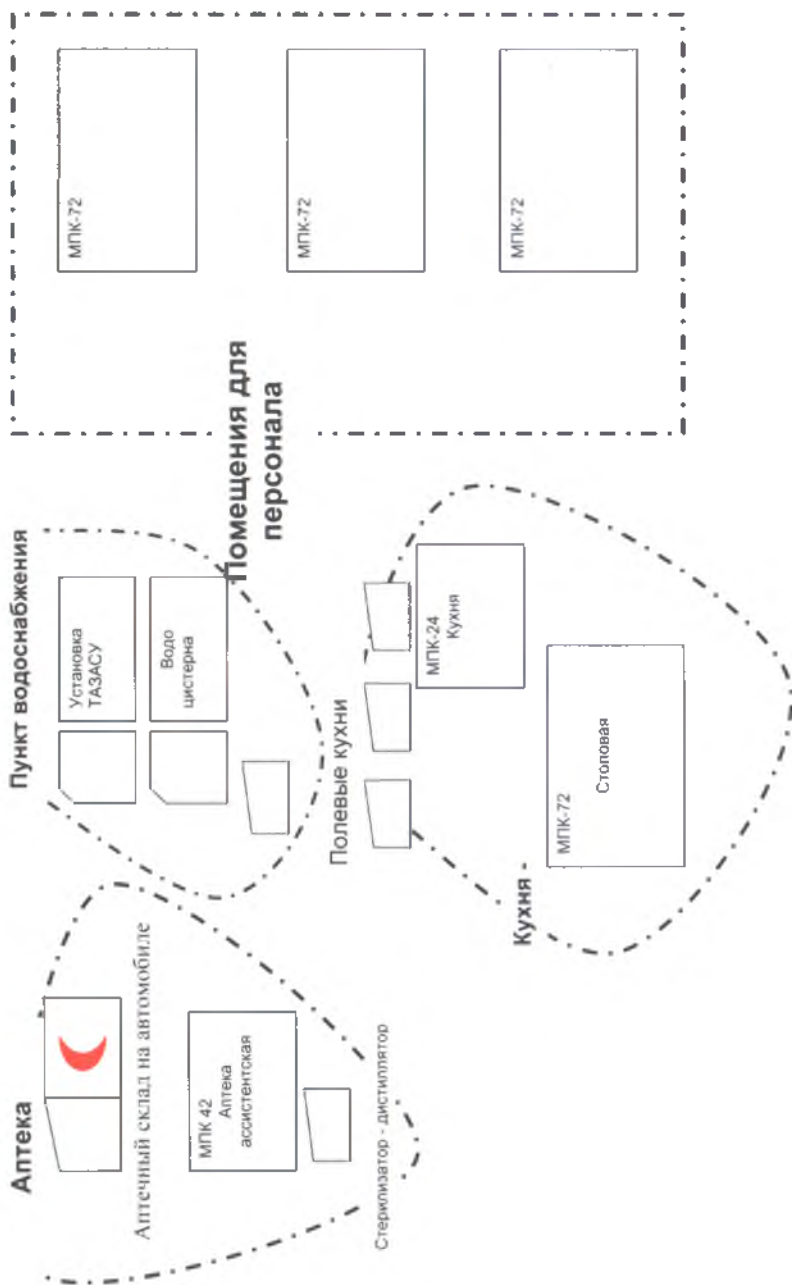 Аптека
Аптечный склад на автомобиле
МПК 42
Аптека
ассистентская
Стерилизатор - дистиллятор
Пункт водоснабжения
Установка
ТАЗАСУ
Водо
цистерна
Полевые кухни
МПК-24
Кухня
Кухня -
МПК-72
Столовая
Помещения для
персонала
МПК-72
МПК-72
МПК-72